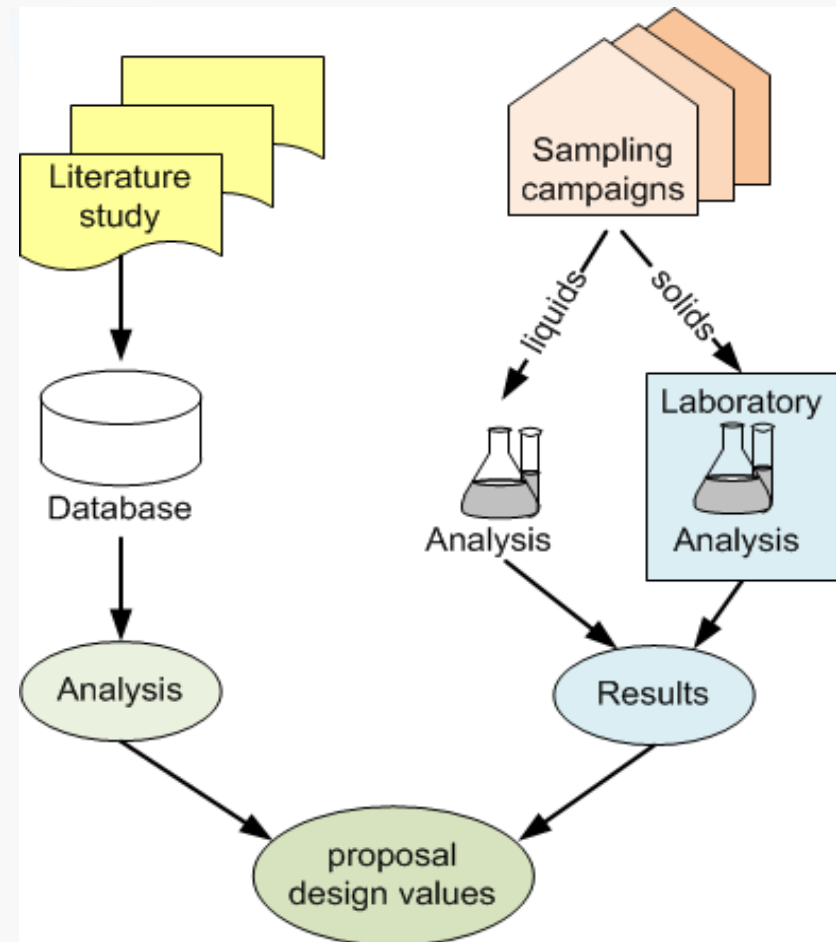 Literature
study
Database
Analysis
Sampling
campaigns
liquids
solids
Analysis
Laboratory
Analysis
Results
proposal
design values